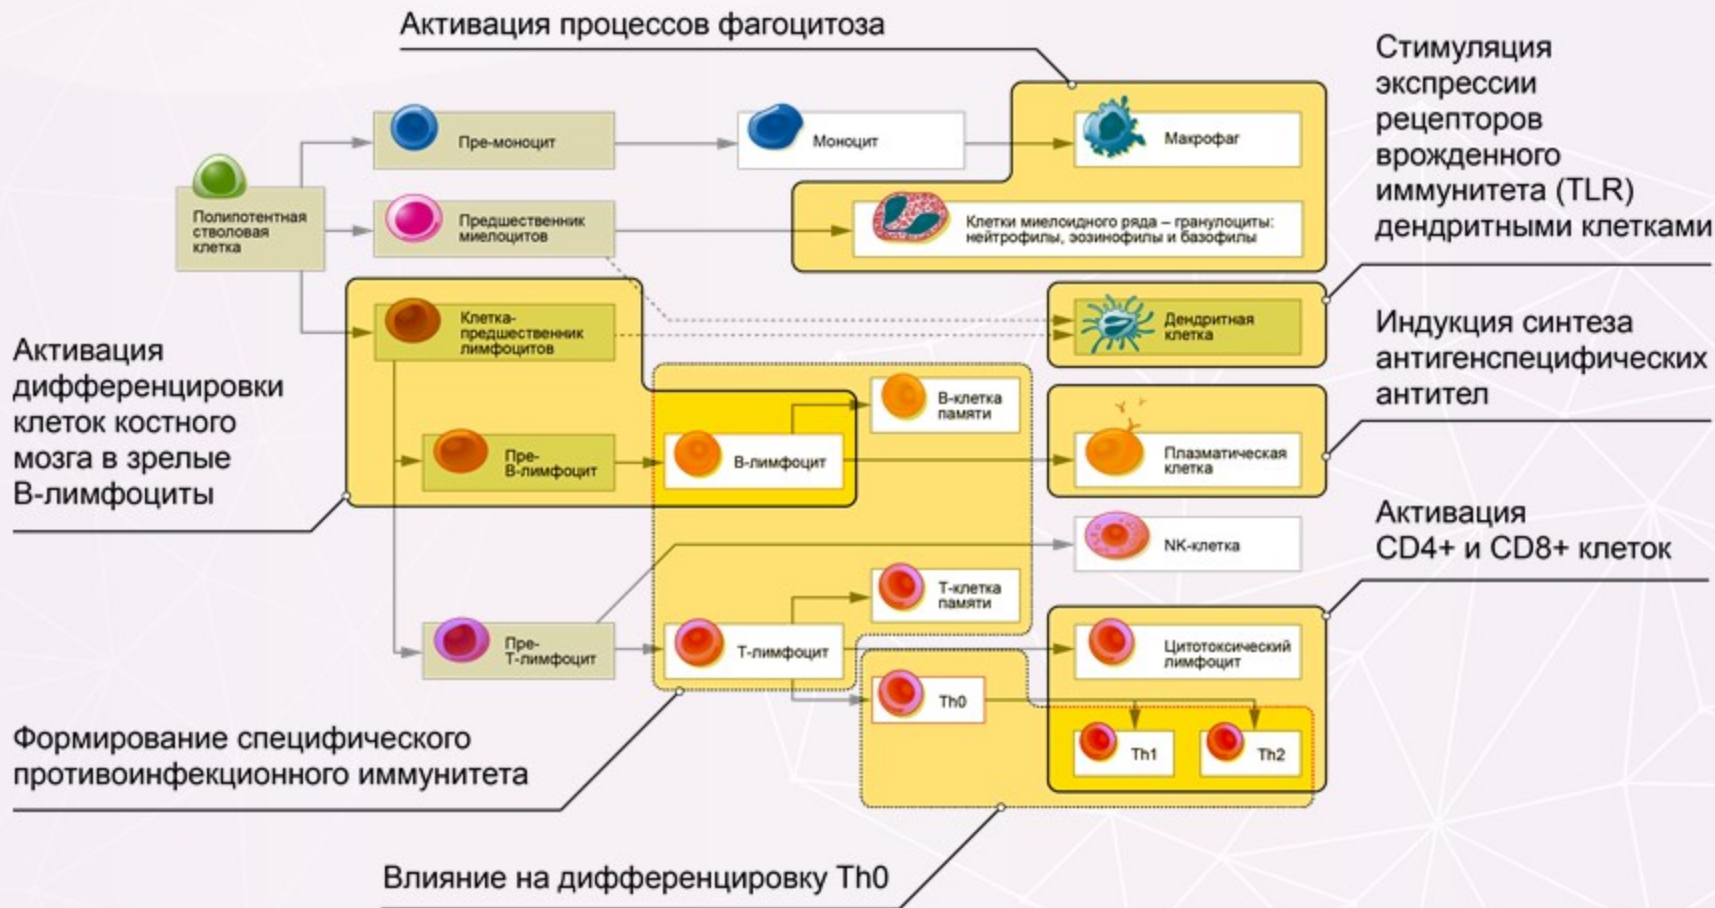 Активация процессов фагоцитоза
Стимуляция
экспрессии
рецепторов
врожденного
иммунитета (TLR)
дендритными клетками
Пре-моноцит
Моноцит
Макрофаг
Полипотентная
стволовая
клетка
Предшественник
миелоцитов
Клетки миелоидного ряда – гранулоциты:
нейтрофилы, эозинофилы и базофилы
Клетка-
предшественник
лимфоцитов
Дендритная
клетка
Активация
дифференцировки
клеток костного
мозга в зрелые
В-лимфоциты
Индукция синтеза
антигенспецифических
антител
В-клетка
памяти
Пре-
В-лимфоцит
В-лимфоцит
Плазматическая
клетка
NK-клетка
Активация
CD4+ и CD8+ клеток
Т-клетка
памяти
Пре-
Т-лимфоцит
Т-лимфоцит
Цитотоксический
лимфоцит
Th0
Th1
Th2
Формирование специфического
противоинфекционного иммунитета
Влияние на дифференцировку Th0